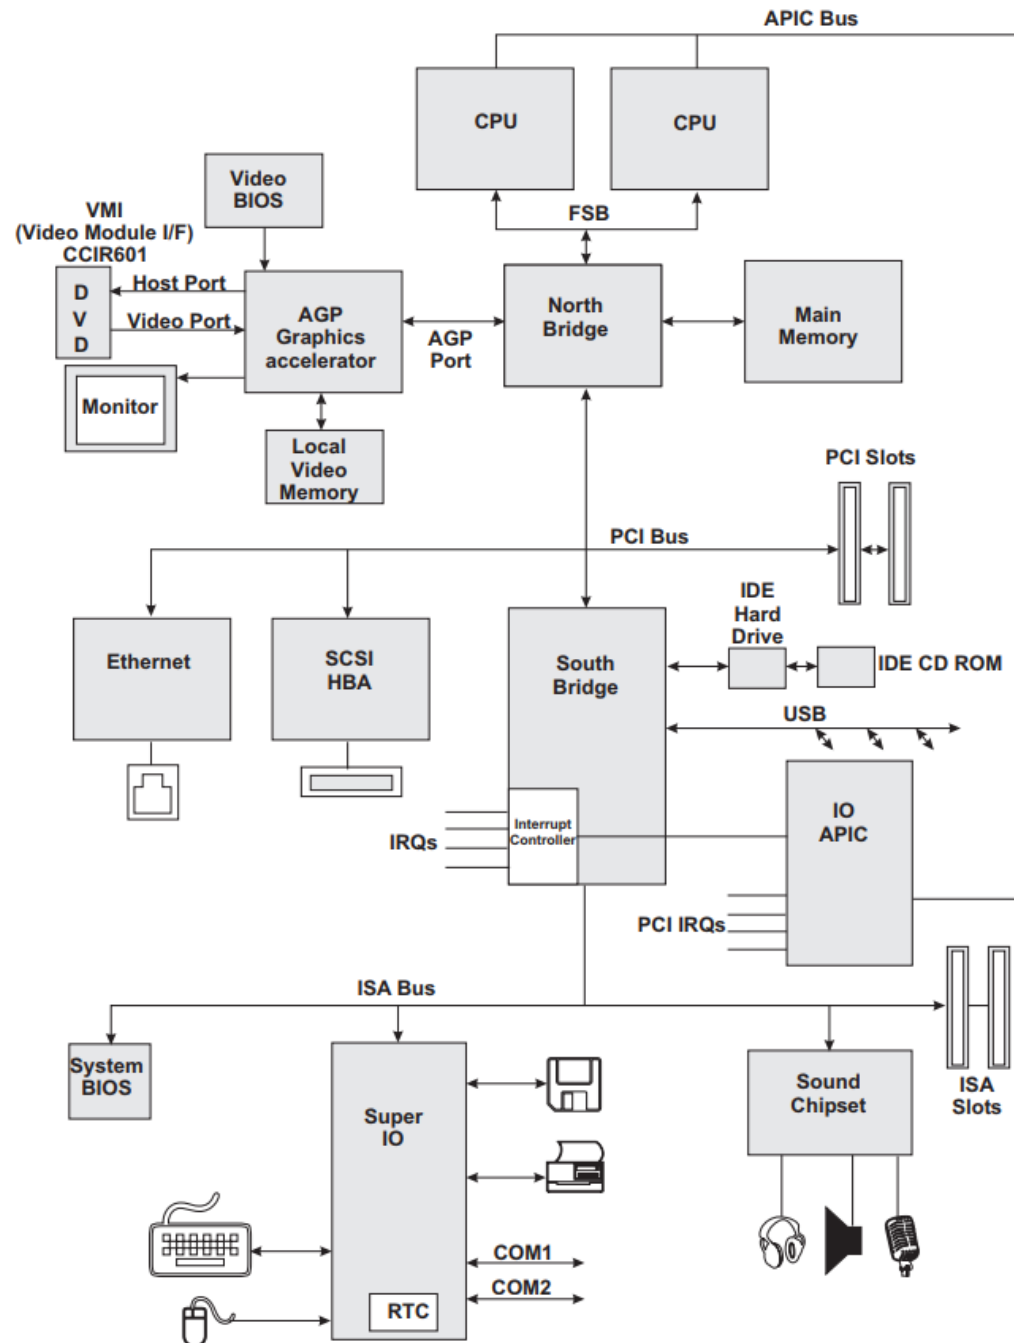 APIC Bus
CPU
CPU
Video
BIOS
FSB
VMI
(Video Module I/F)
CCIR601
D
V
D
Host Port
Video Port
AGP
Graphics
accelerator
AGP
Port
North
Bridge
Main
Memory
Monitor
Local
Video
Memory
PCI Slots
PCI Bus
Ethernet
SCSI
HBA
South
Bridge
IDE
Hard
Drive
IDE CD ROM
USB
IRQs
Interrupt
Controller
IO
APIC
PCI IRQs
ISA Bus
System
BIOS
Super
IO
Sound
Chipset
ISA
Slots
COM1
COM2
RTC